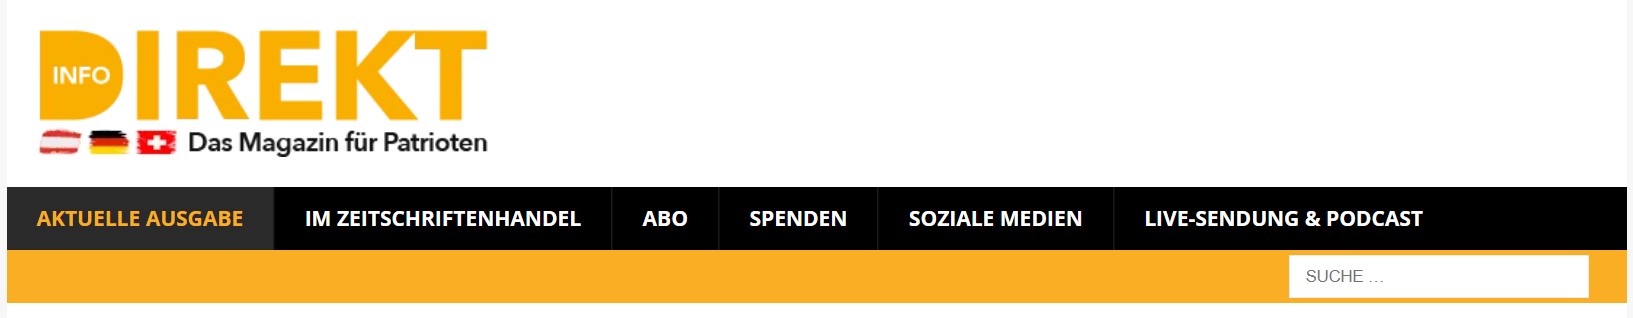 INFO
DIREKT
Das Magazin für Patrioten
AKTUELLE AUSGABE
IM ZEITSCHRIFTENHANDEL
ABO
SPENDEN
SOZIALE MEDIEN
LIVE-SENDUNG & PODCAST
SUCHE …